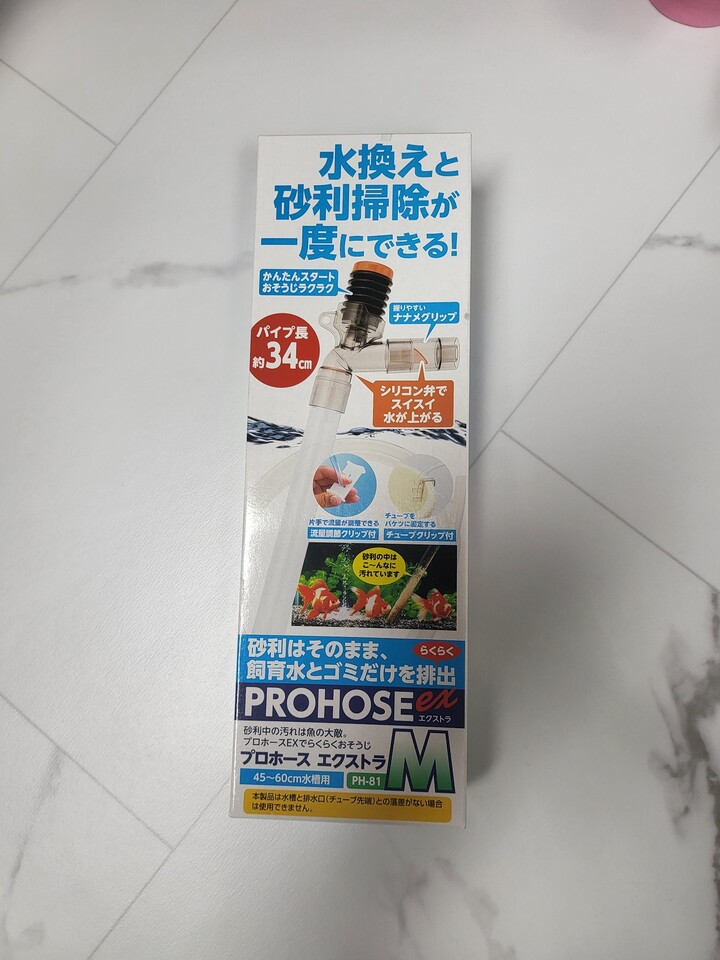 水換えと
砂利掃除が
一度にできる!
かんたんスタート
おそうじラクラク
握りやすい
ナナメグリップ
パイプ長
約34cm
シリコン弁で
スイスイ
水が上がる
片手で流量が調整できる
流量調節クリップ付
チューブを
バケツに固定する
チューブクリップ付
砂利の中は
こ〜んなに
汚れています
砂利はそのまま、
らくらく
飼育水とゴミだけを排出
PROHOSE ex
エクストラ
砂利中の汚れは魚の大敵。
プロホースEXでらくらくおそうじ
プロホース エクストラ M
45〜60cm水槽用 PH-81
本製品は水槽と排水口(チューブ先端)との落差がない場合
は使用できません。